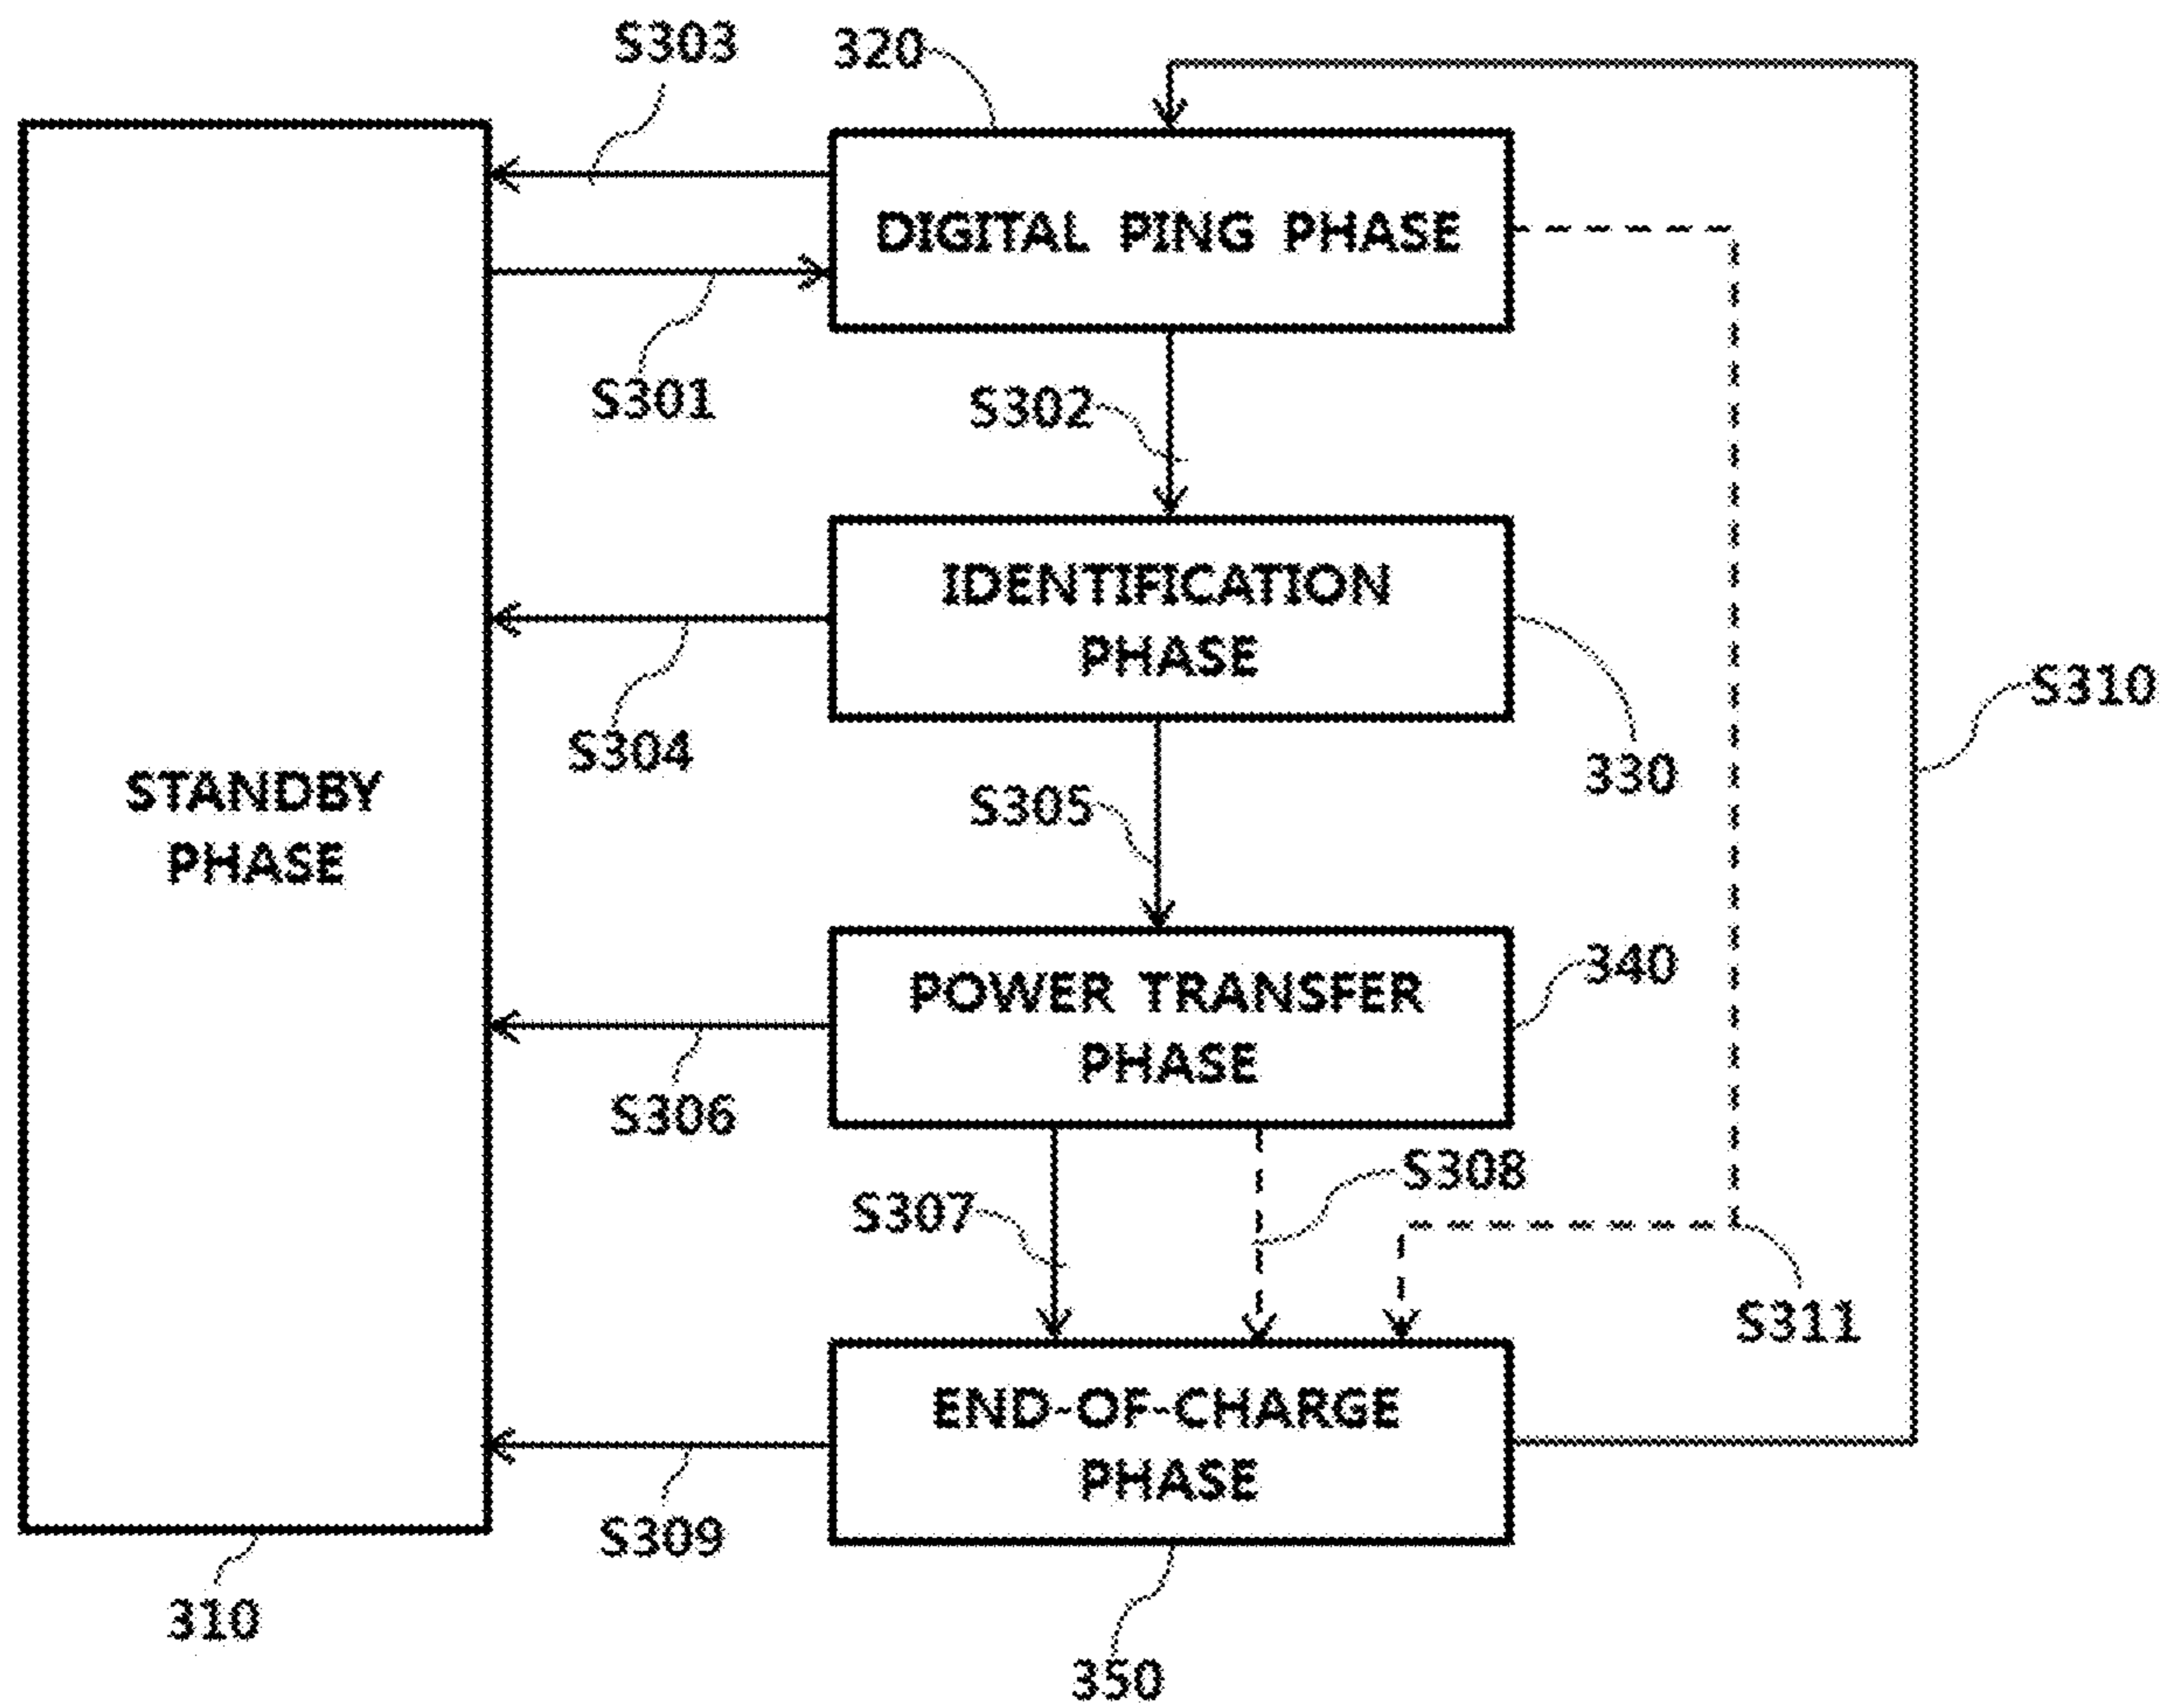 S303
320
DIGITAL PING PHASE
S301
S302
IDENTIFICATION
PHASE
S310
S304
330
STANDBY
PHASE
S305
340
POWER TRANSFER
PHASE
S306
S308
S307
S311
END-OF-CHARGE
PHASE
S309
310
350